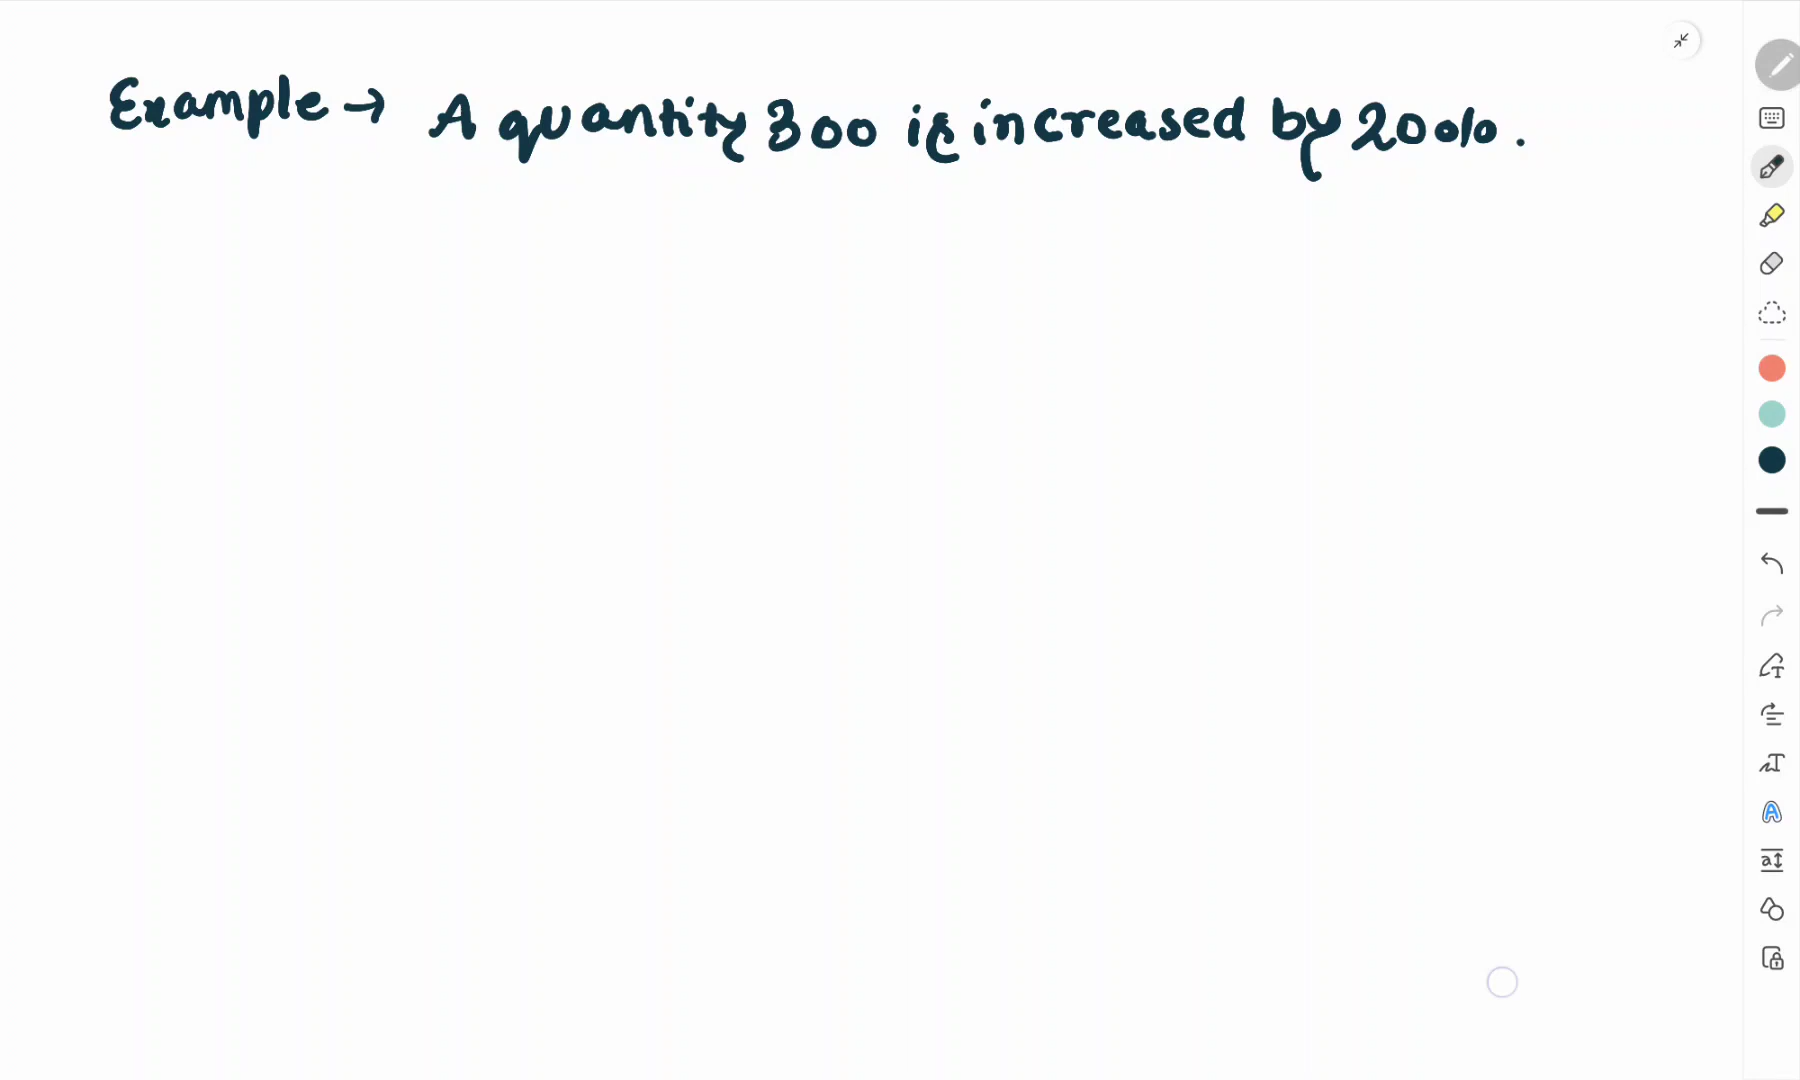 Example → A quantity 300 is increased by 20%.